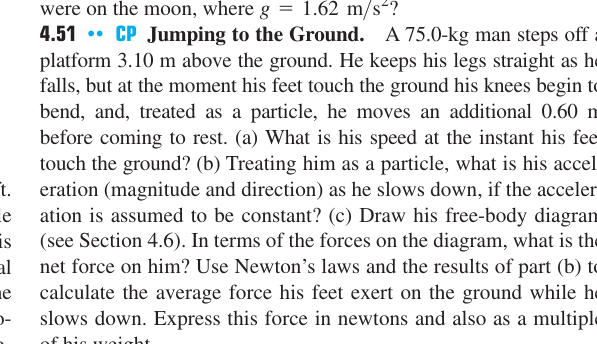 were on the moon, where g = 1.62 m/s²?
4.51 •• CP Jumping to the Ground. A 75.0-kg man steps off a
platform 3.10 m above the ground. He keeps his legs straight as he
falls, but at the moment his feet touch the ground his knees begin to
bend, and, treated as a particle, he moves an additional 0.60 m
before coming to rest. (a) What is his speed at the instant his fee
touch the ground? (b) Treating him as a particle, what is his accel-
eration (magnitude and direction) as he slows down, if the acceler-
ation is assumed to be constant? (c) Draw his free-body diagram
(see Section 4.6). In terms of the forces on the diagram, what is the
net force on him? Use Newton's laws and the results of part (b) to
calculate the average force his feet exert on the ground while he
slows down. Express this force in newtons and also as a multiple
of his weight.